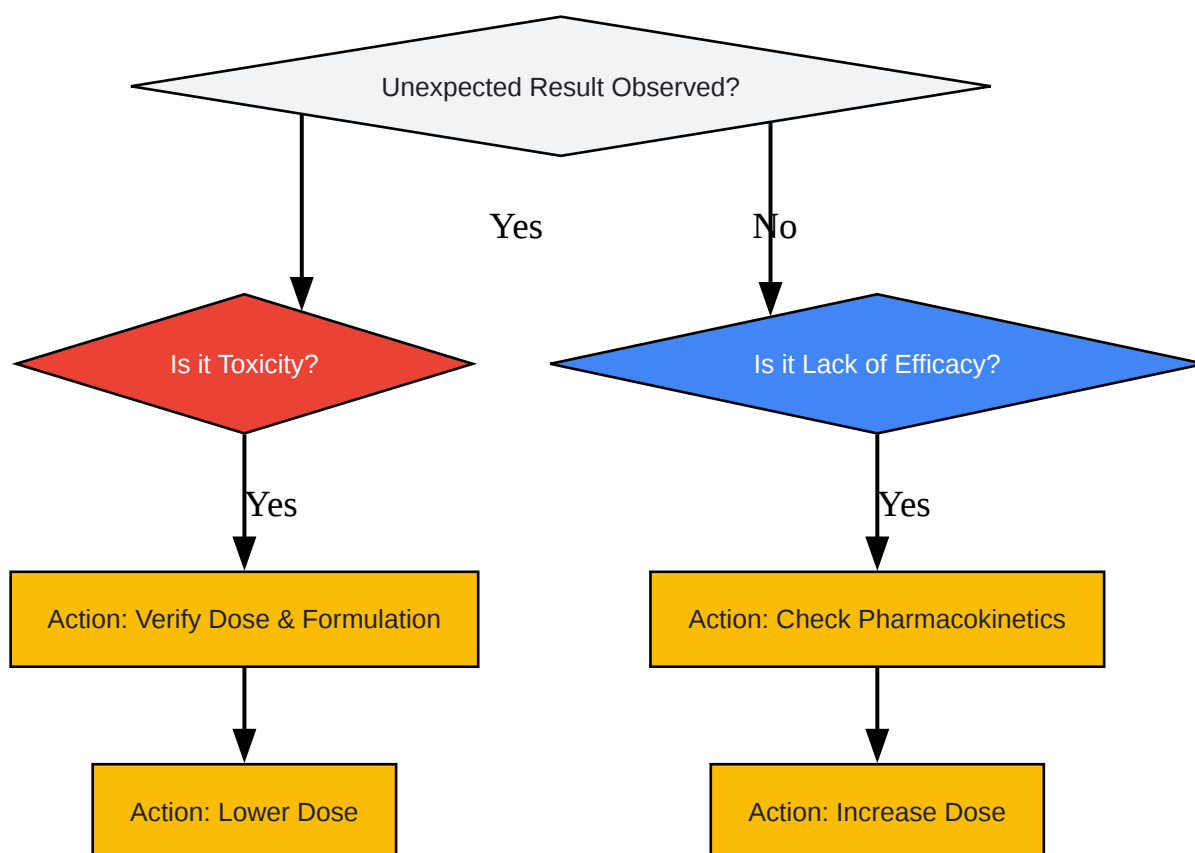 Unexpected Result Observed?
Yes
No
Is it Toxicity?
Is it Lack of Efficacy?
Yes
Yes
Action: Verify Dose & Formulation
Action: Check Pharmacokinetics
Action: Lower Dose
Action: Increase Dose